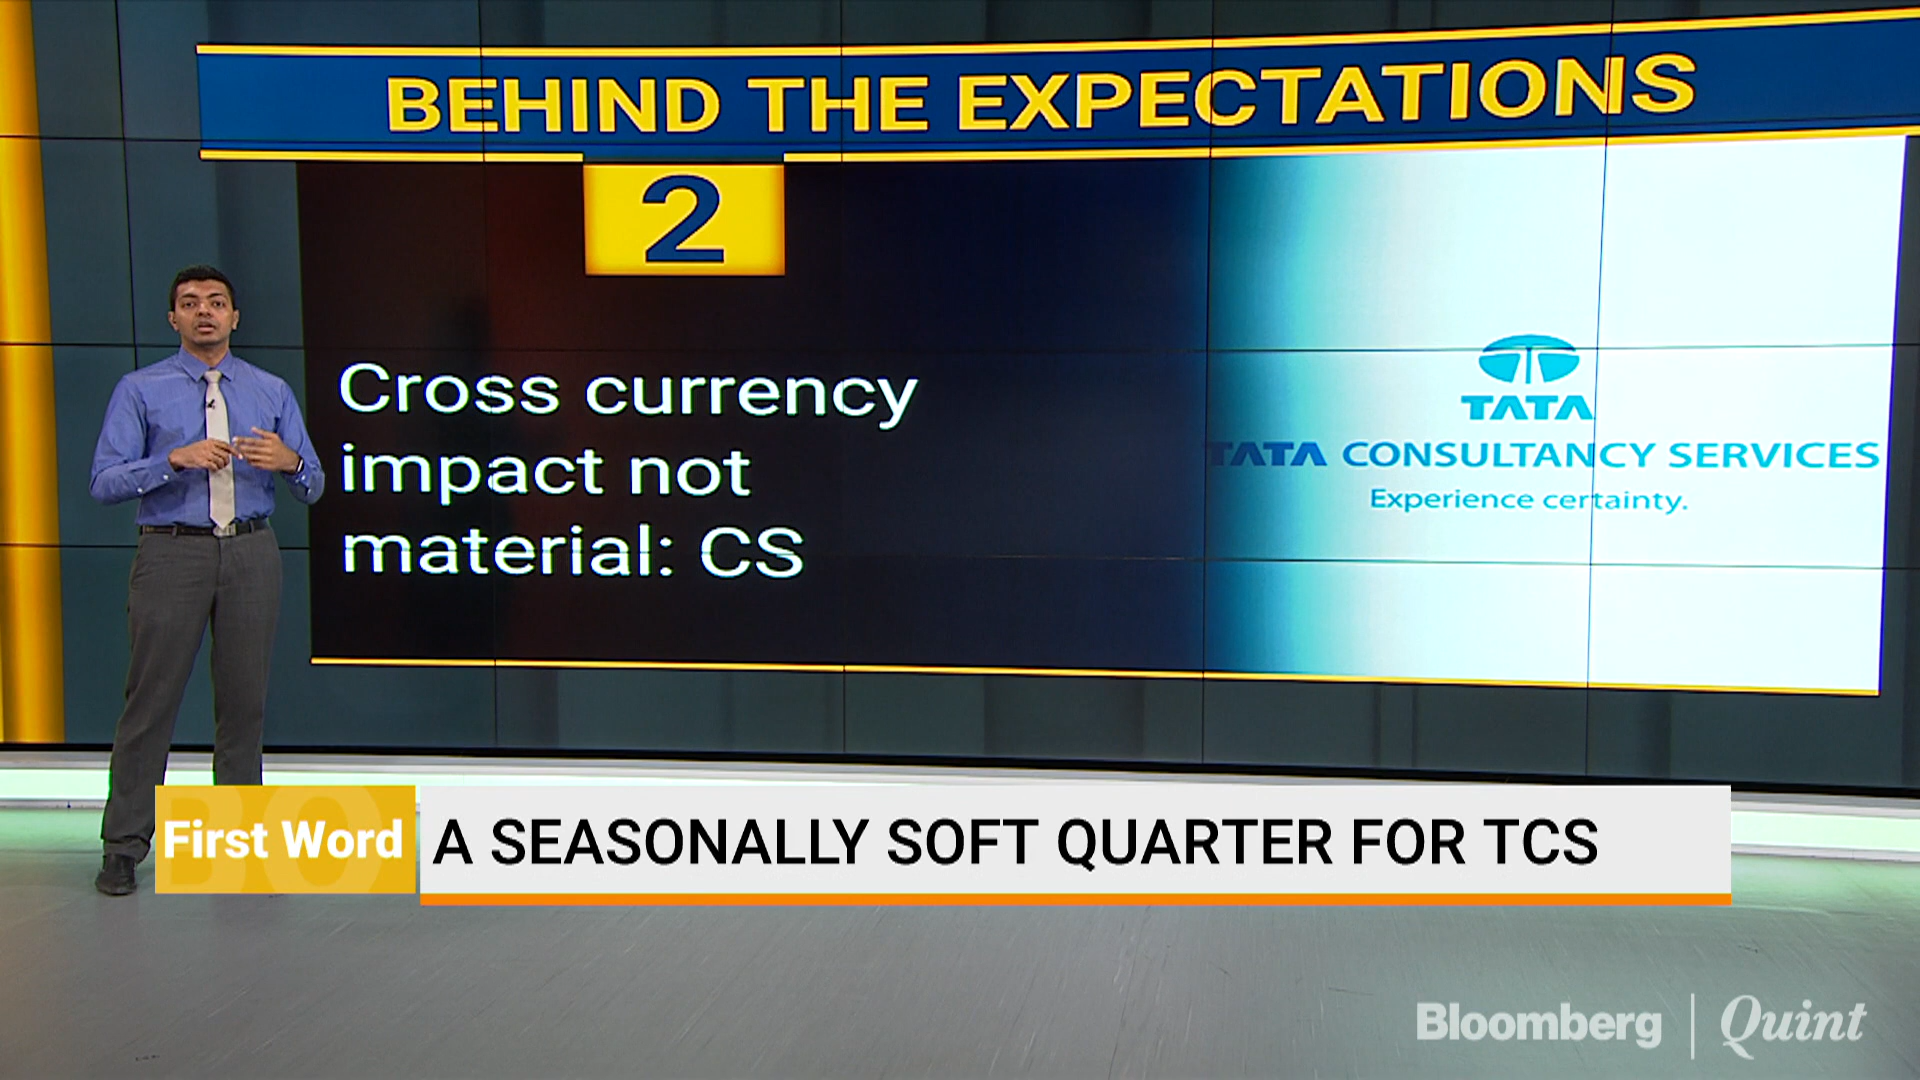 BEHIND THE EXPECTATIONS
2
Cross currency
impact not
material: CS
TATA
TATA CONSULTANCY SERVICES
Experience certainty.
First Word
A SEASONALLY SOFT QUARTER FOR TCS
Bloomberg | Quint